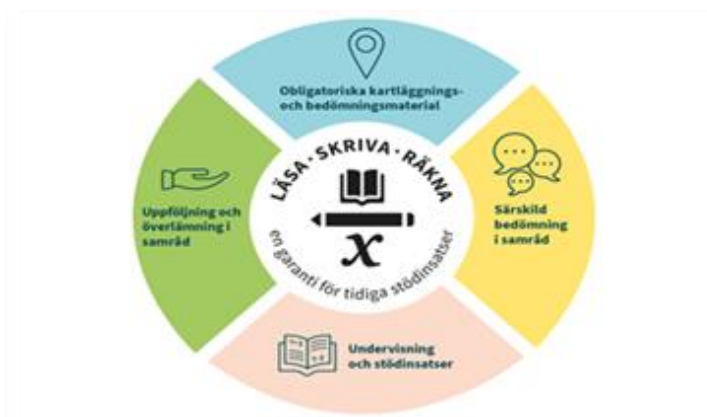 Obligatoriska kartläggnings-
och bedömningsmaterial
LÄSA·SKRIVA·RÄKNA
x
en garanti för tidiga stödinsatser
Särskild
bedömning
i samråd
Undervisning
och stödinsatser
Uppföljning och
överlämning i
samråd